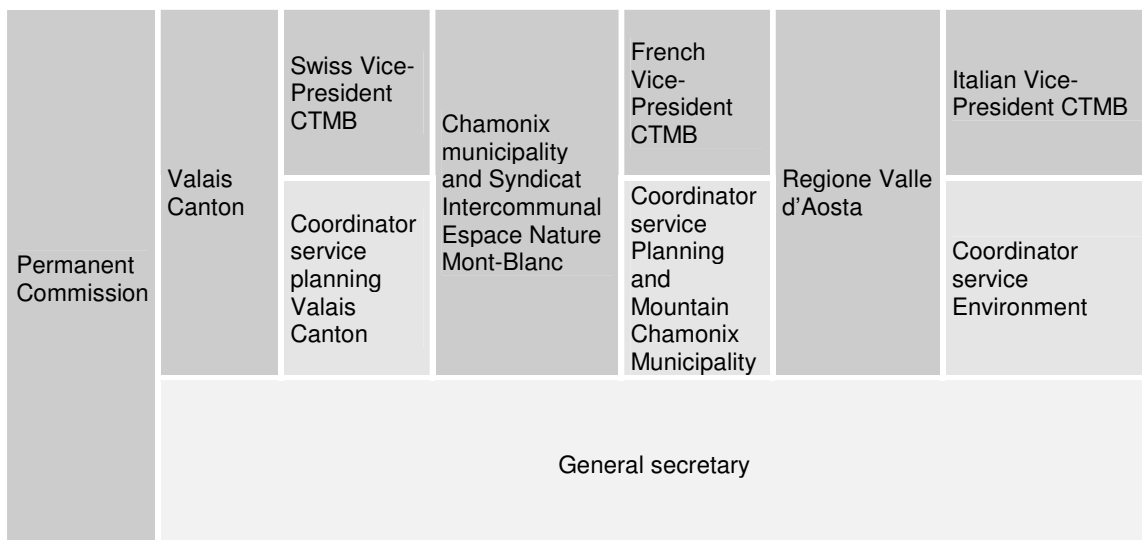 Permanent
Commission
Valais
Canton
Swiss Vice-
President
CTMB
Coordinator
service
planning
Valais
Canton
Chamonix
municipality
and Syndicat
Intercommunal
Espace Nature
Mont-Blanc
French
Vice-
President
CTMB
Coordinator
service
Planning
and
Mountain
Chamonix
Municipality
Regione Valle
d'Aosta
Italian Vice-
President CTMB
Coordinator
service
Environment
General secretary